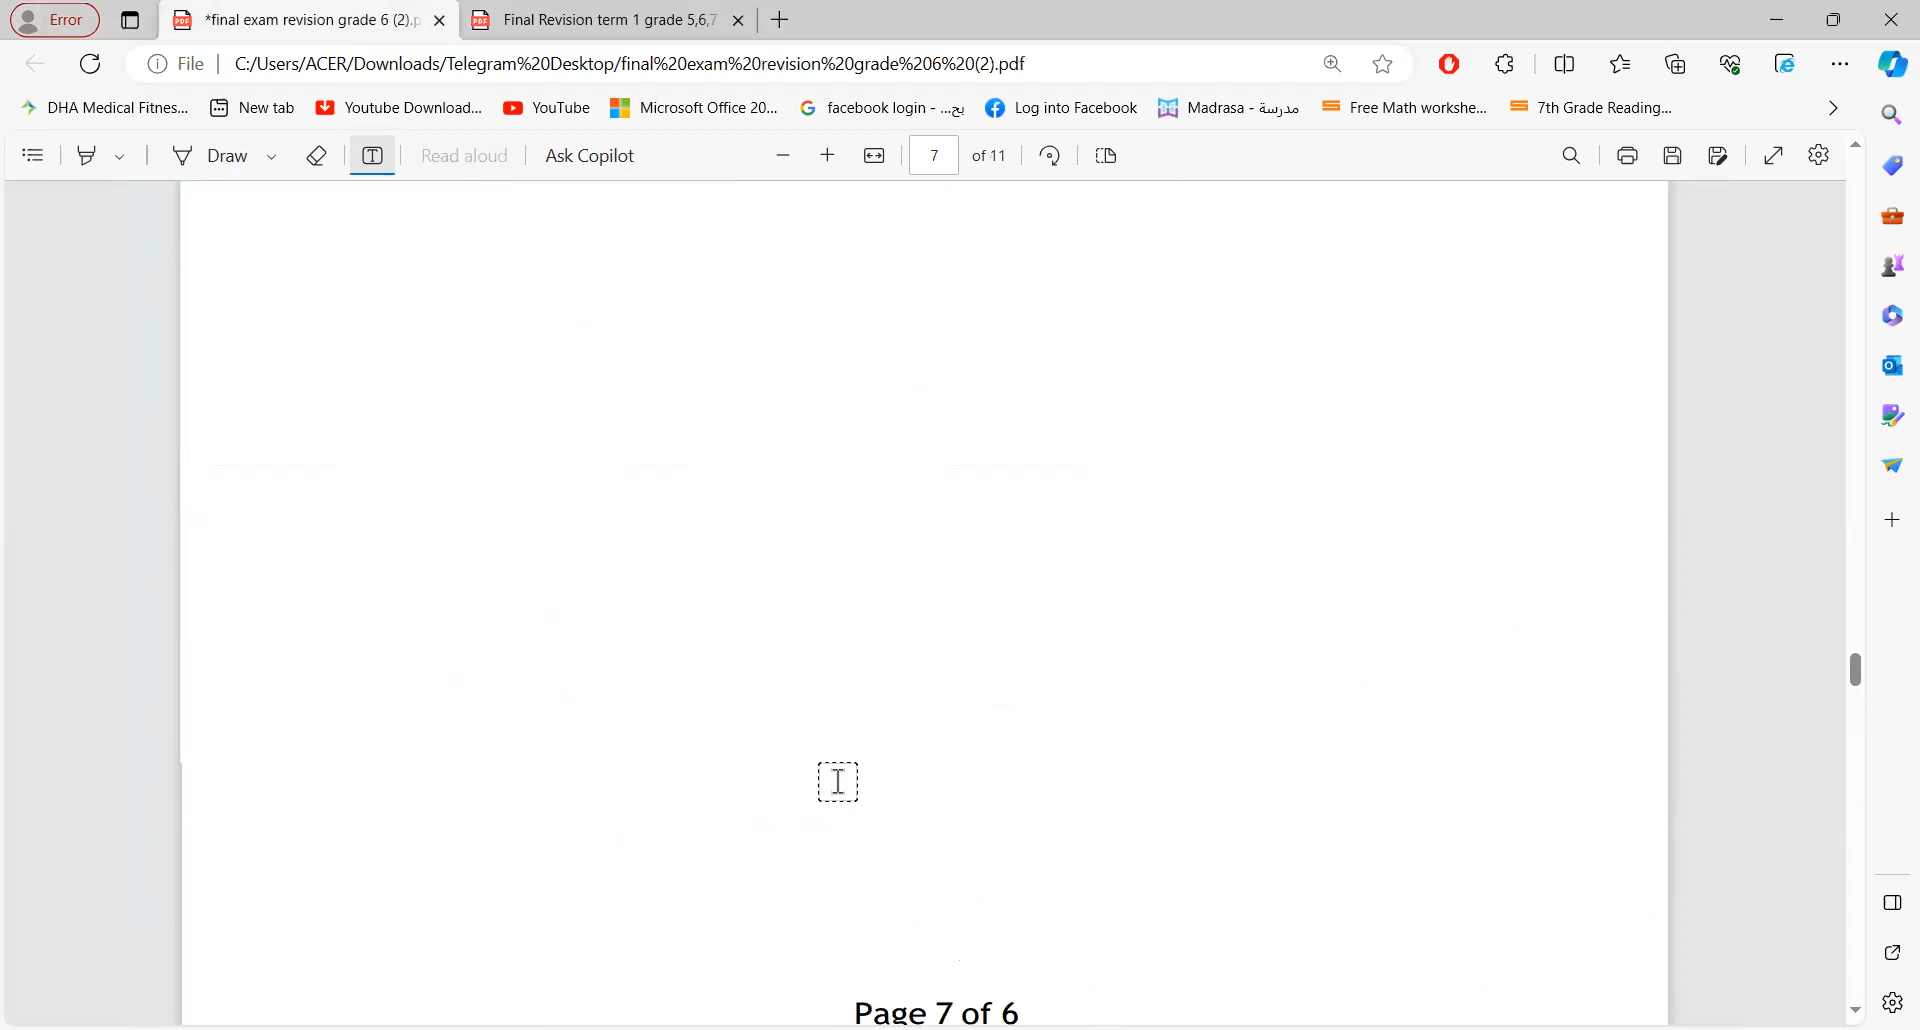 Error
*final exam revision grade 6 (2).p
Final Revision term 1 grade 5,6,7
File
C:/Users/ACER/Downloads/Telegram%20Desktop/final%20exam%20revision%20grade%206%20(2).pdf
DHA Medical Fitnes...
New tab
Youtube Download...
YouTube
Microsoft Office 20...
facebook login - ...بح
Log into Facebook
Madrasa - مدرسة
Free Math workshe...
7th Grade Reading...
Draw
Read aloud
Ask Copilot
7
of 11
Page 7 of 6